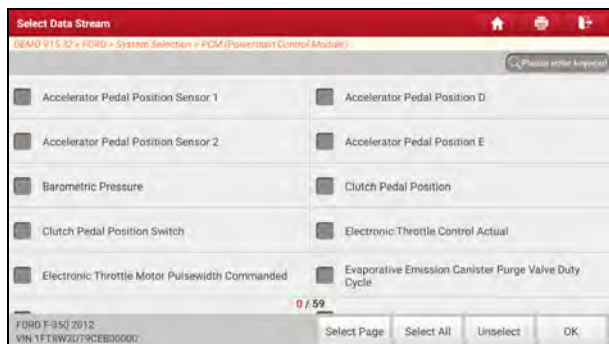 Select Data Stream
DEMO V15.32 > FORD > System Selection > PCM (Powertrain Control Module)
Please enter keyword
Accelerator Pedal Position Sensor 1
Accelerator Pedal Position D
Accelerator Pedal Position Sensor 2
Accelerator Pedal Position E
Barometric Pressure
Clutch Pedal Position
Clutch Pedal Position Switch
Electronic Throttle Control Actual
Electronic Throttle Motor Pulsewidth Commanded
Evaporative Emission Canister Purge Valve Duty
Cycle
0 / 59
FORD F-350 2012
VIN 1FTRW3DT9CEB00000
Select Page
Select All
Unselect
OK